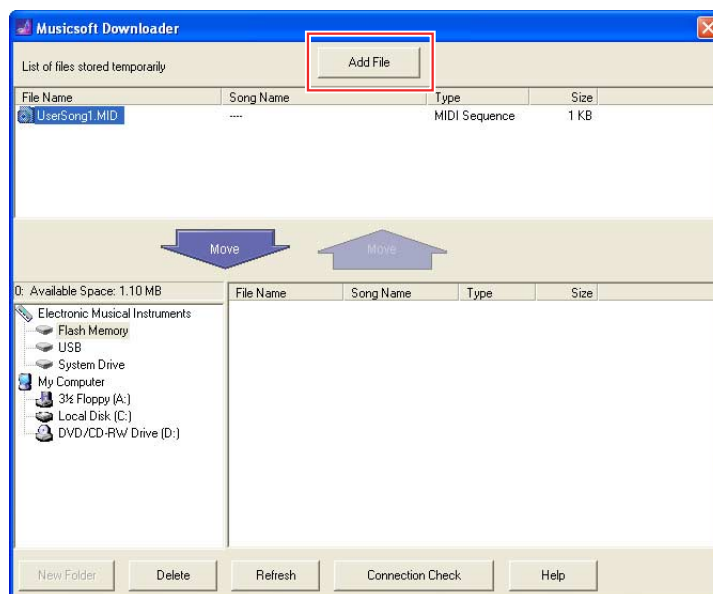 Musicsoft Downloader
List of files stored temporarily
Add File
File Name Song Name Type Size
UserSong1.MID ---- MIDI Sequence 1 KB
Move Move
0: Available Space: 1.10 MB
File Name Song Name Type Size
Electronic Musical Instruments
Flash Memory
USB
System Drive
My Computer
3½ Floppy (A:)
Local Disk (C:)
DVD/CD-RW Drive (D:)
New Folder Delete Refresh Connection Check Help